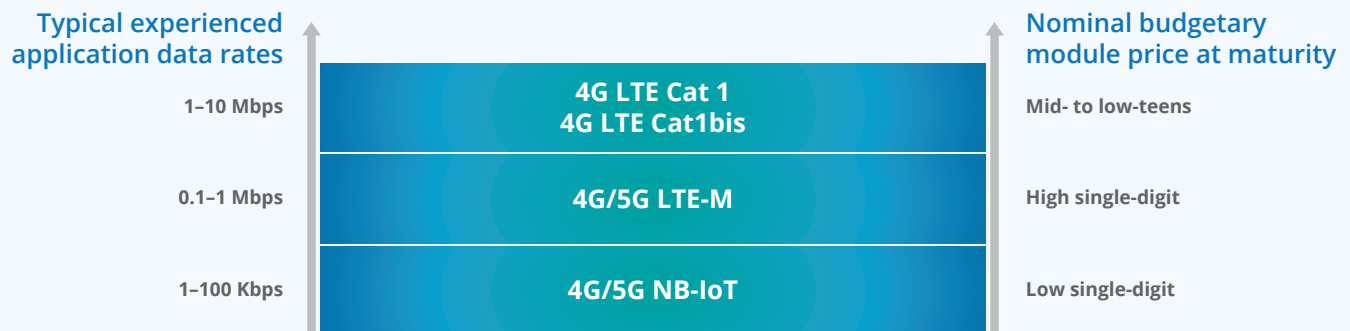 Typical experienced
application data rates
Nominal budgetary
module price at maturity
1–10 Mbps
4G LTE Cat 1
4G LTE Cat1bis
Mid- to low-teens
0.1–1 Mbps
4G/5G LTE-M
High single-digit
1–100 Kbps
4G/5G NB-IoT
Low single-digit